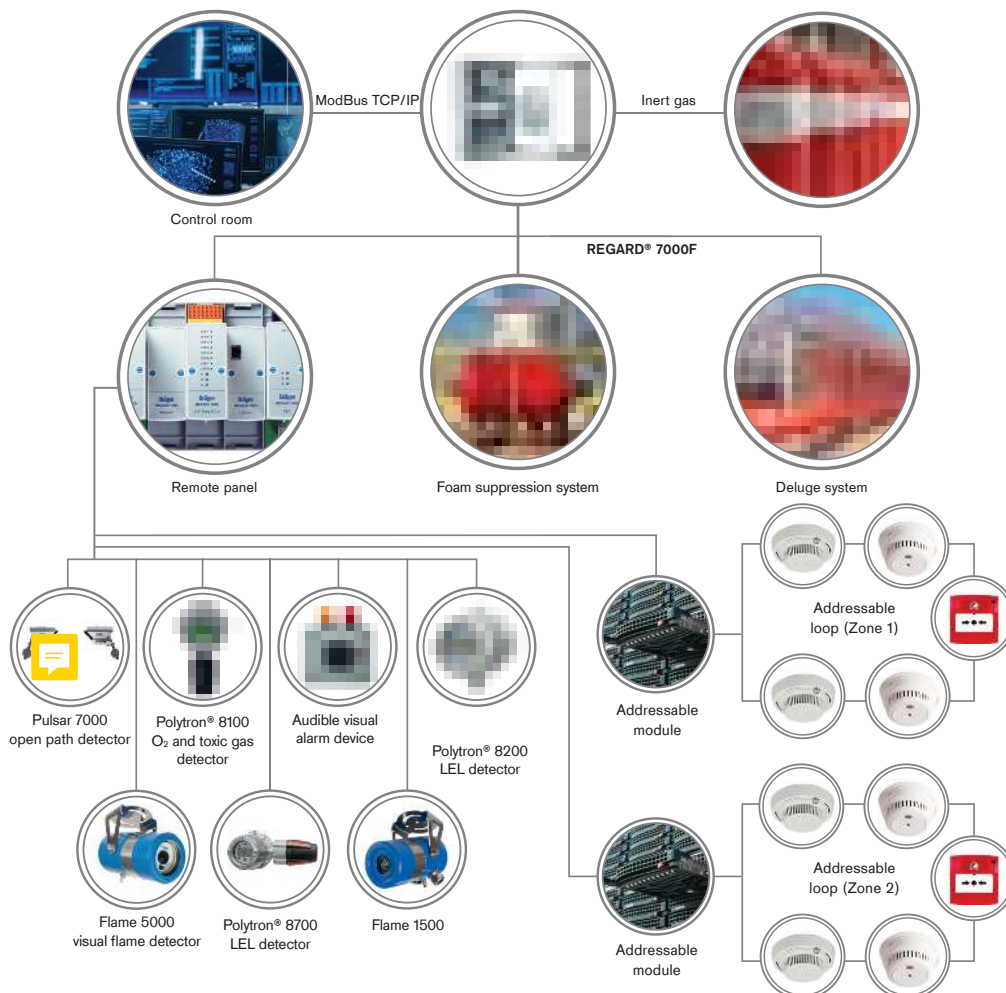 ModBus TCP/IP
Inert gas
Control room
REGARD® 7000F
Remote panel
Foam suppression system
Deluge system
Addressable
loop (Zone 1)
Addressable
module
Pulsar 7000
open path detector
Polytron® 8100
O₂ and toxic gas
detector
Audible visual
alarm device
Polytron® 8200
LEL detector
Flame 5000
visual flame detector
Polytron® 8700
LEL detector
Flame 1500
Addressable
loop (Zone 2)
Addressable
module